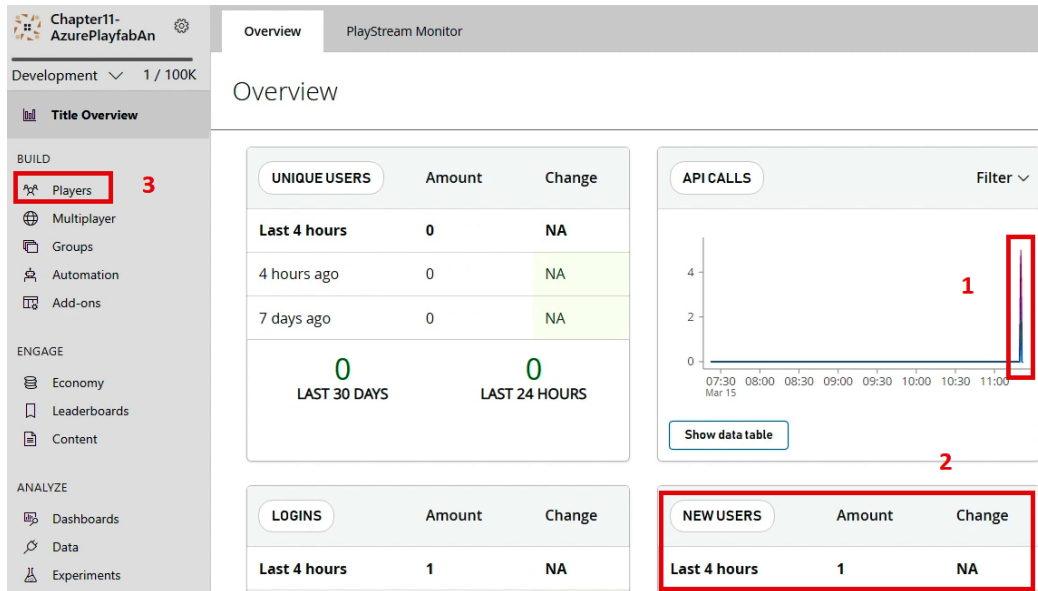 Chapter11-
AzurePlayfabAn
Development 1 / 100K
Title Overview
BUILD
Players 3
Multiplayer
Groups
Automation
Add-ons
ENGAGE
Economy
Leaderboards
Content
ANALYZE
Dashboards
Data
Experiments
Overview PlayStream Monitor
Overview
UNIQUE USERS Amount Change
Last 4 hours 0 NA
4 hours ago 0 NA
7 days ago 0 NA
0 0
LAST 30 DAYS LAST 24 HOURS
API CALLS Filter
1
4
2
0
07:30 08:00 08:30 09:00 09:30 10:00 10:30 11:00
Mar 15
Show data table
2
LOGINS Amount Change
Last 4 hours 1 NA
NEW USERS Amount Change
Last 4 hours 1 NA